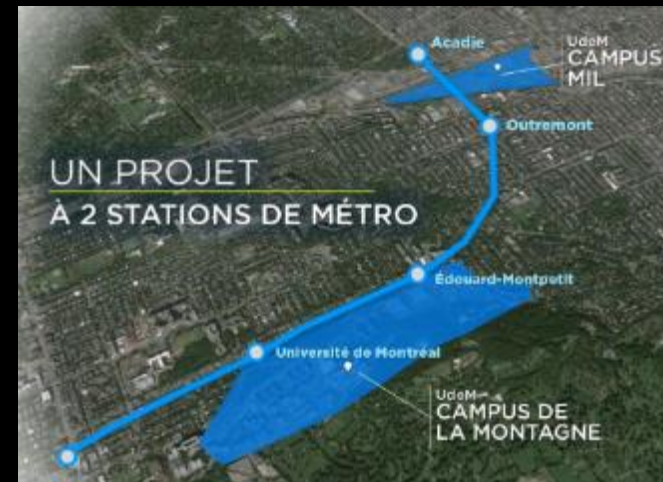 Acadie
UdeM
CAMPUS
MIL
Outremont
UN PROJET
À 2 STATIONS DE MÉTRO
Édouard-Montpetit
Université de Montréal
UdeM
CAMPUS DE
LA MONTAGNE